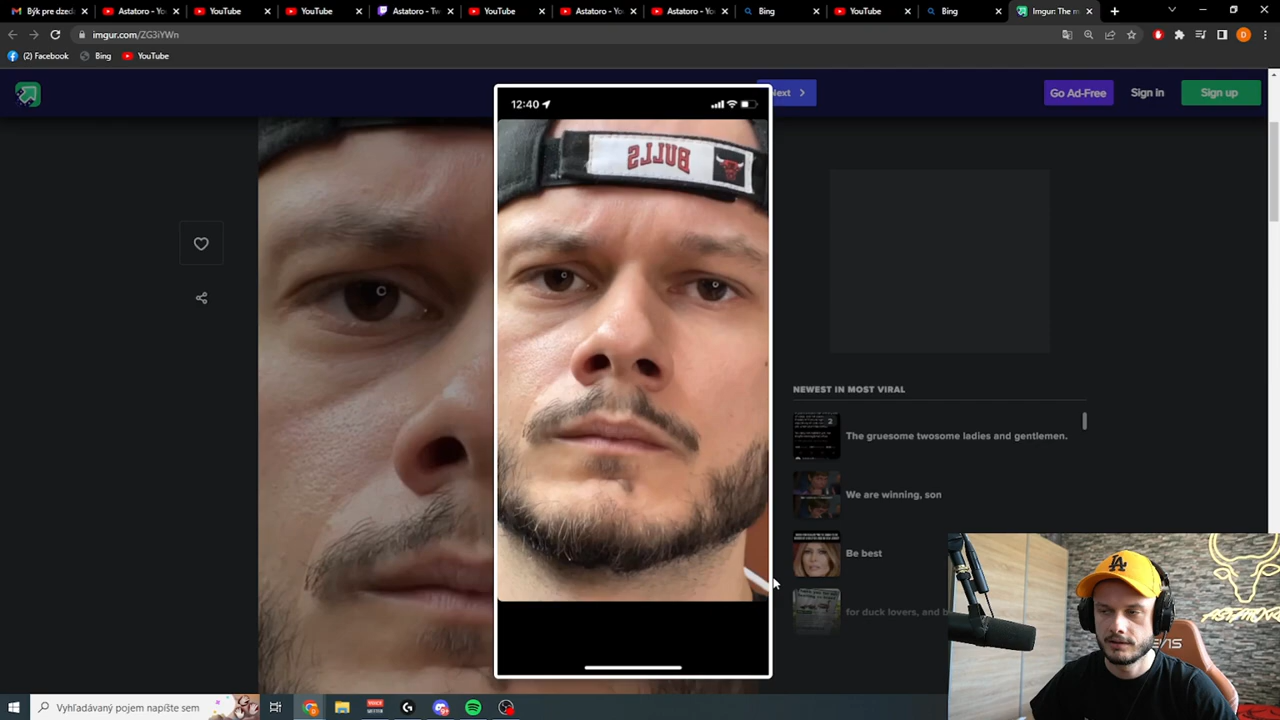 Býk pre dzeda
Astatoro - Yo
YouTube
YouTube
Astatoro - Tw
YouTube
Astatoro - Yo
Astatoro - Yo
Bing
YouTube
Bing
Imgur: The m
imgur.com/ZG3iYWn
D
(2) Facebook
Bing
YouTube
Next
Go Ad-Free
Sign in
Sign up
12:40
BULLS
NEWEST IN MOST VIRAL
2
The gruesome twosome ladies and gentlemen.
We are winning, son
Be best
for duck lovers, and b
LA
Vyhľadávaný pojem napíšte sem